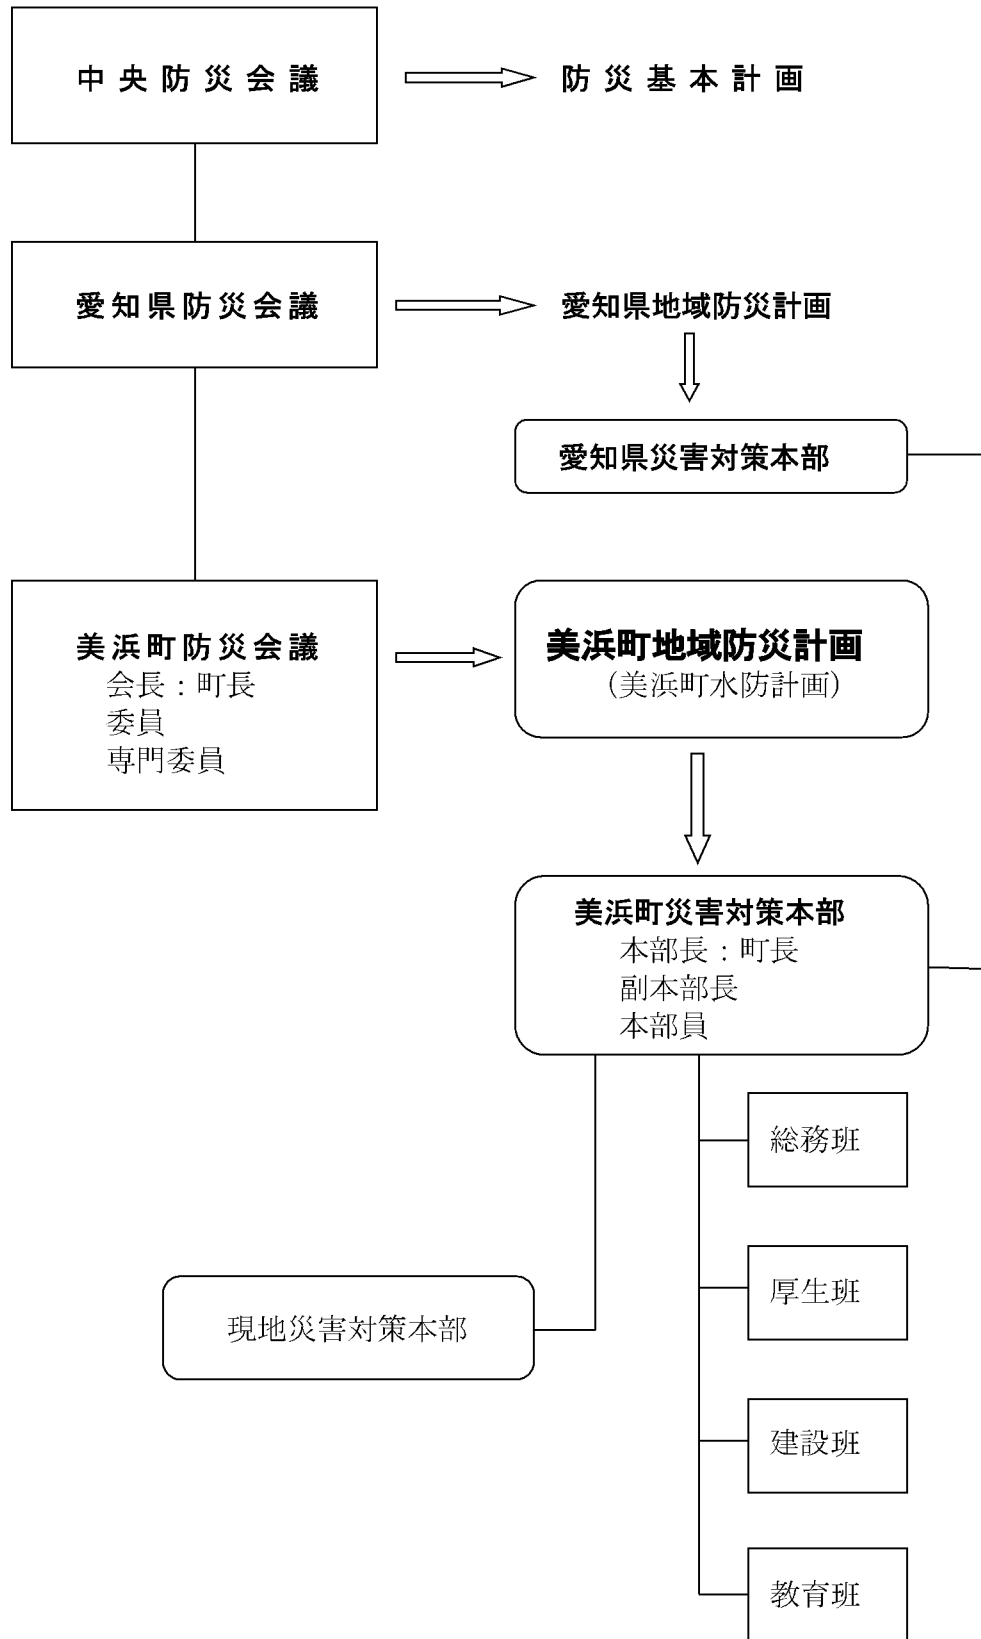 中央防災会議
防災基本計画
愛知県防災会議
愛知県地域防災計画
愛知県災害対策本部
美浜町防災会議
会長：町長
委員
専門委員
美浜町地域防災計画
（美浜町水防計画）
美浜町災害対策本部
本部長：町長
副本部長
本部員
総務班
現地災害対策本部
厚生班
建設班
教育班